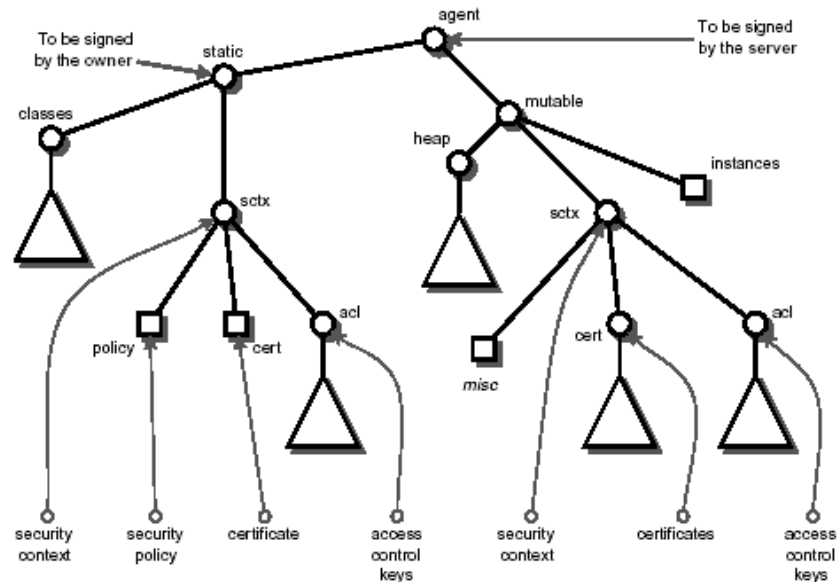 agent
To be signed
by the owner
static
To be signed
by the server
classes
mutable
heap
instances
sctx
sctx
policy
cert
acl
misc
cert
acl
security
context
security
policy
certificate
access
control
keys
security
context
certificates
access
control
keys